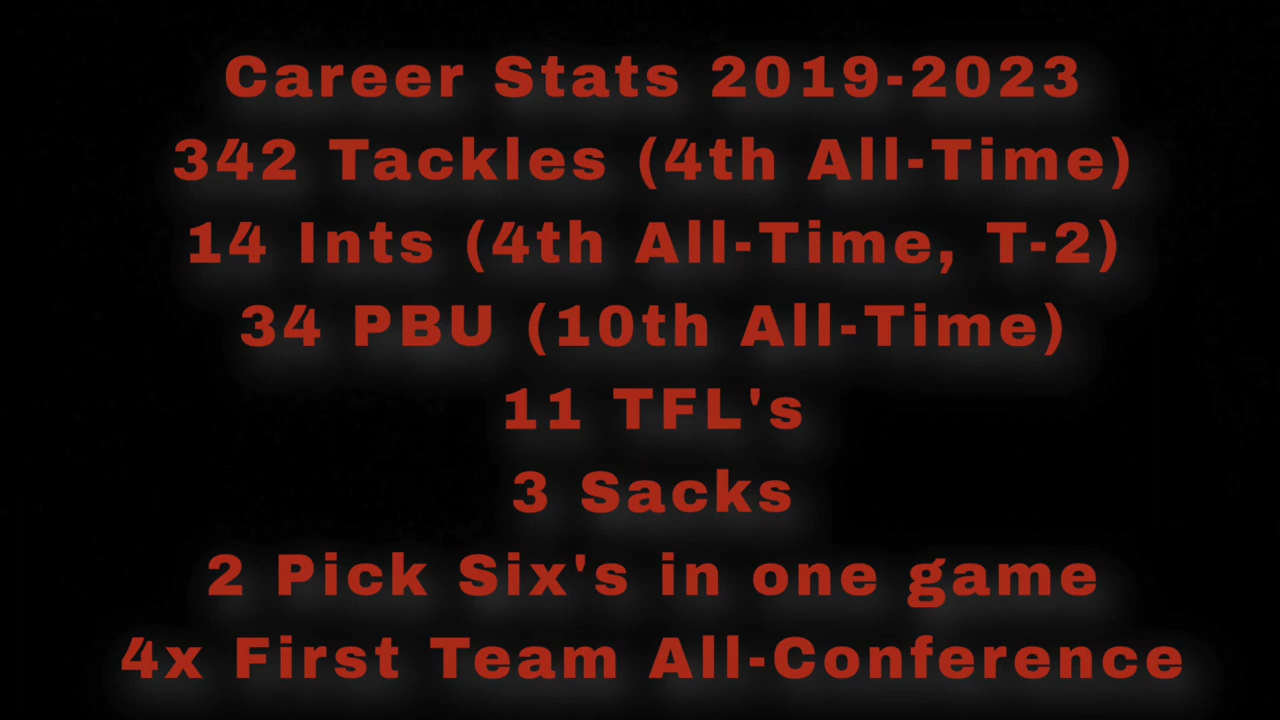 Career Stats 2019-2023
342 Tackles (4th All-Time)
14 Ints (4th All-Time, T-2)
34 PBU (10th All-Time)
11 TFL's
3 Sacks
2 Pick Six's in one game
4x First Team All-Conference